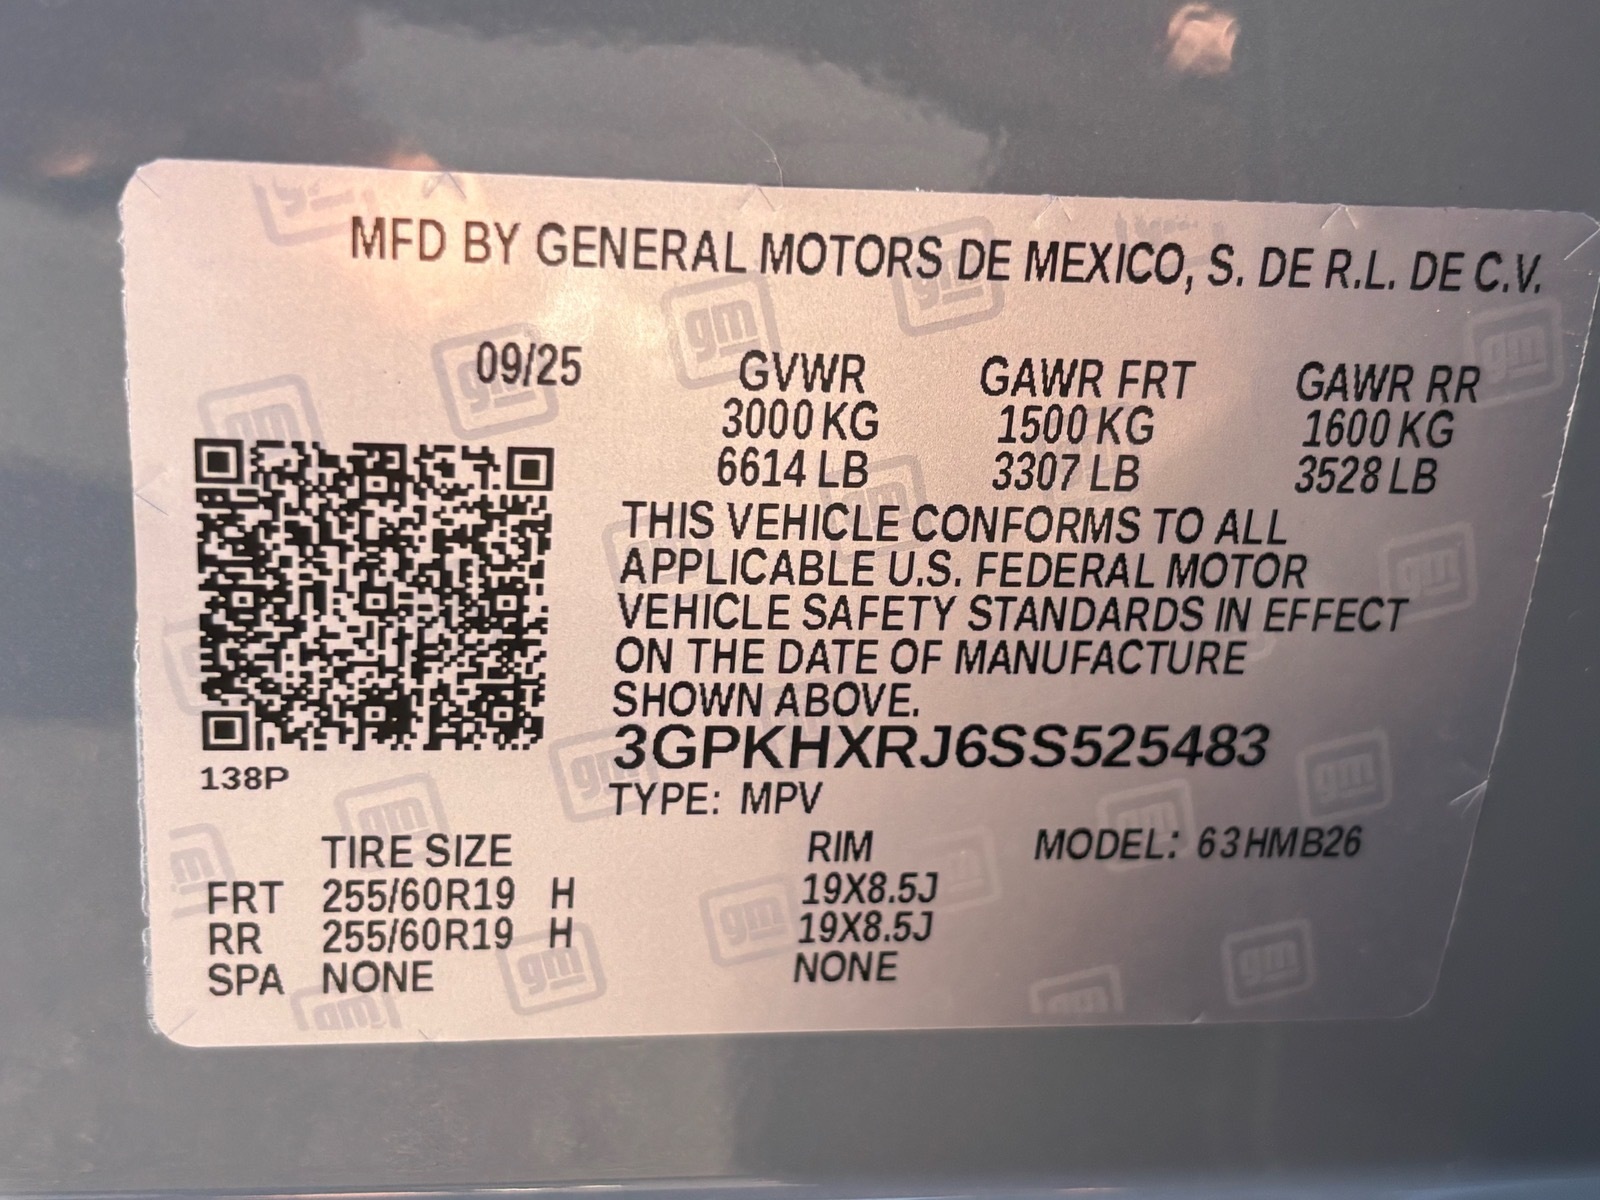 MFD BY GENERAL MOTORS DE MEXICO, S. DE R.L. DE C.V.
09/25 GVWR GAWR FRT GAWR RR
3000 KG 1500 KG 1600 KG
6614 LB 3307 LB 3528 LB
THIS VEHICLE CONFORMS TO ALL
APPLICABLE U.S. FEDERAL MOTOR
VEHICLE SAFETY STANDARDS IN EFFECT
ON THE DATE OF MANUFACTURE
SHOWN ABOVE.
3GPKHXRJ6SS525483
138P
TYPE: MPV
TIRE SIZE RIM MODEL: 63HMB26
FRT 255/60R19 H 19X8.5J
RR 255/60R19 H 19X8.5J
SPA NONE NONE